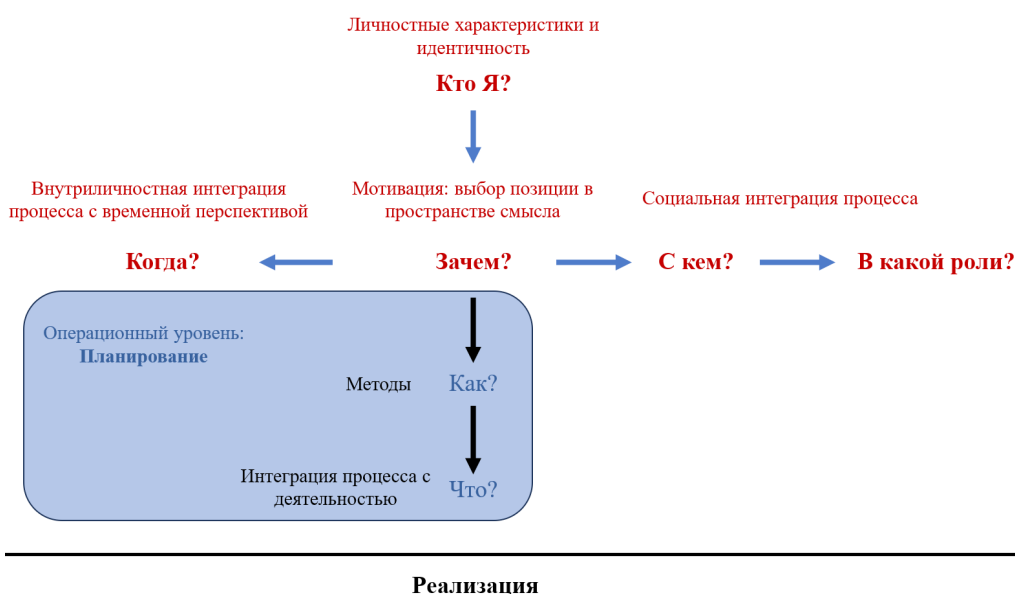 Личностные характеристики и
идентичность
Кто Я?
Внутриличностная интеграция
процесса с временной перспективой
Мотивация: выбор позиции в
пространстве смысла
Социальная интеграция процесса
Когда?
Зачем?
С кем?
В какой роли?
Операционный уровень:
Планирование
Методы
Как?
Интеграция процесса с
деятельностью
Что?
Реализация